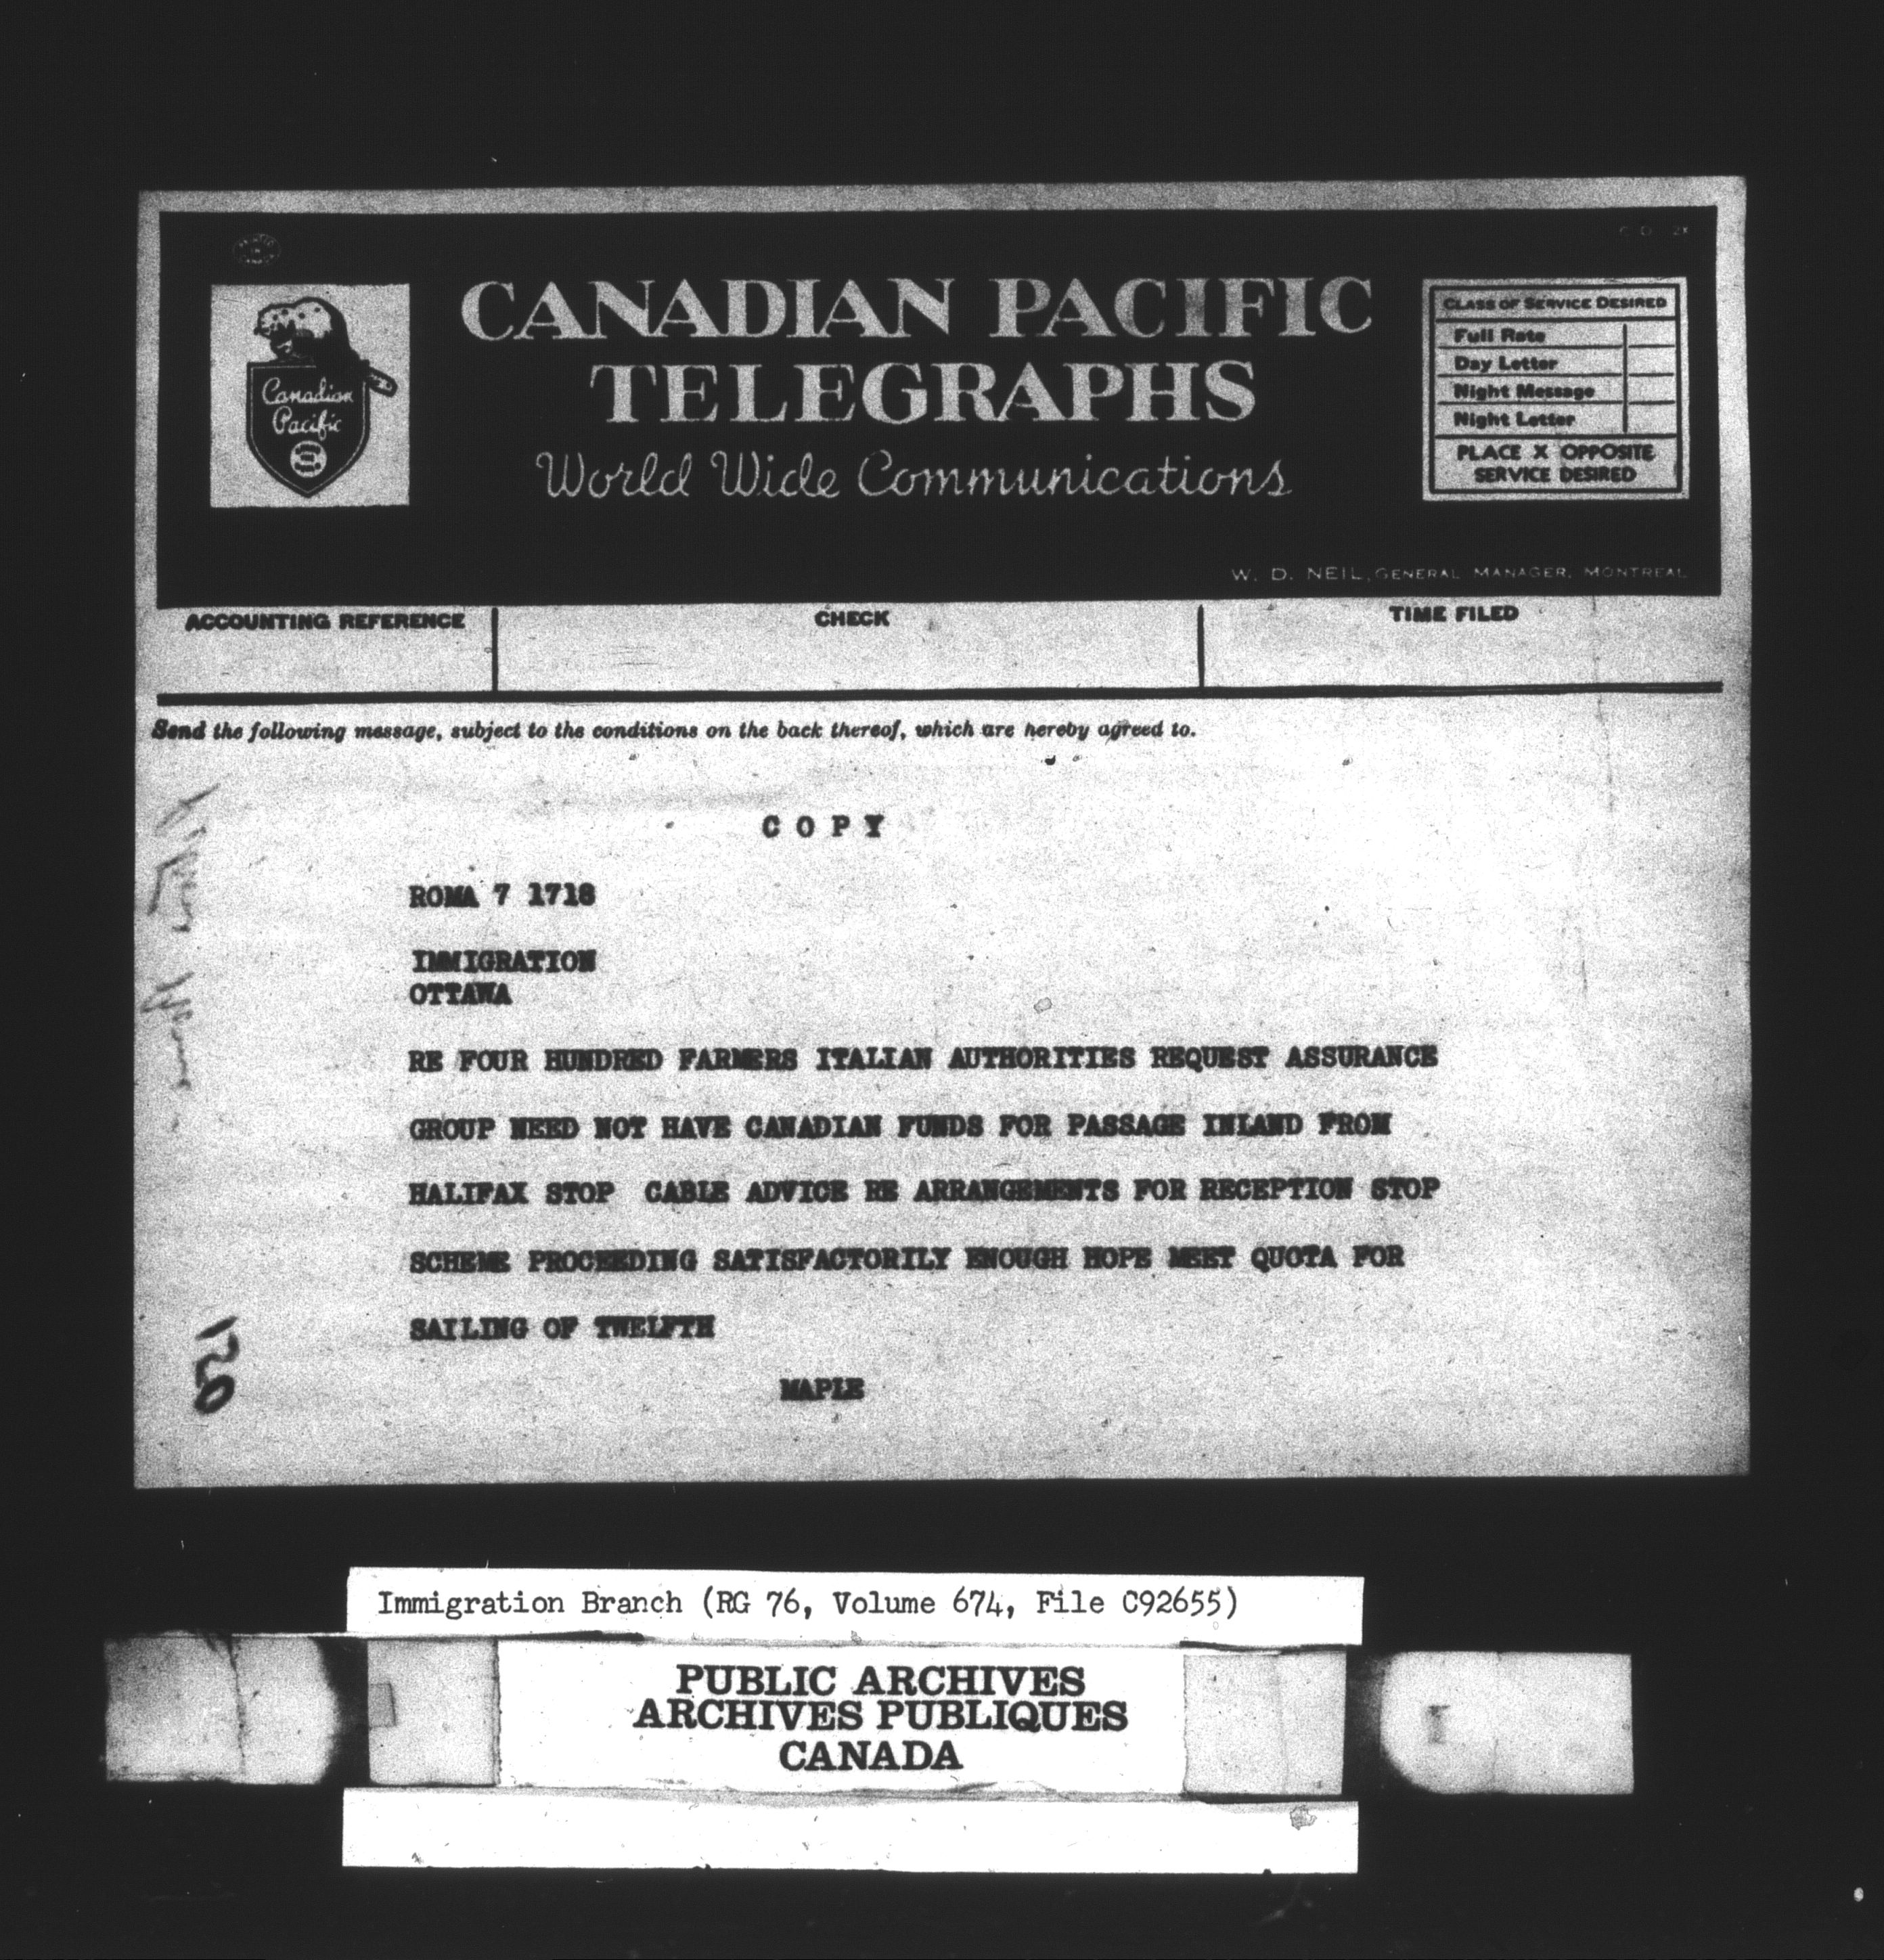 CANADIAN PACIFIC
TELEGRAPHS
World Wide Communications
Canadian
Pacific
CLASS OF SERVICE DESIRED
Full Rate
Day Letter
Night Message
Night Letter
PLACE X OPPOSITE
SERVICE DESIRED
W. D. NEIL, GENERAL MANAGER, MONTREAL
ACCOUNTING REFERENCE
CHECK
TIME FILED
Send the following message, subject to the conditions on the back thereof, which are hereby agreed to.
COPY
ROMA 7 1718
IMMIGRATION
OTTAWA
RE FOUR HUNDRED FARMERS ITALIAN AUTHORITIES REQUEST ASSURANCE
GROUP NEED NOT HAVE CANADIAN FUNDS FOR PASSAGE INLAND FROM
HALIFAX STOP CABLE ADVICE RE ARRANGEMENTS FOR RECEPTION STOP
SCHEME PROCEEDING SATISFACTORILY ENOUGH HOPE MEET QUOTA FOR
SAILING OF TWELFTH
MAPLE
Immigration Branch (RG 76, Volume 674, File C92655)
PUBLIC ARCHIVES
ARCHIVES PUBLIQUES
CANADA